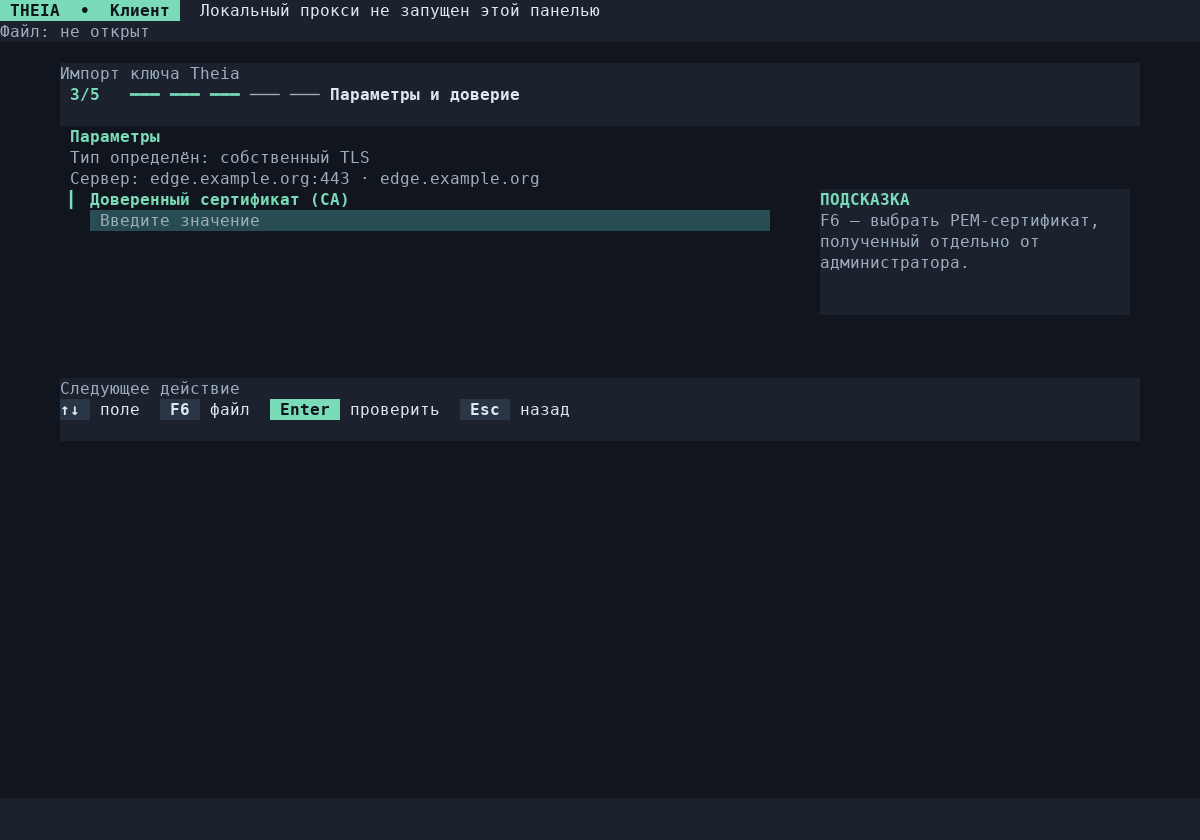 THEIA • Клиент Локальный прокси не запущен этой панелью
Файл: не открыт
Импорт ключа Theia
3/5 ━━━ ━━━ ━━━ ─── ─── Параметры и доверие
Параметры
Тип определён: собственный TLS
Сервер: edge.example.org:443 · edge.example.org
Доверенный сертификат (CA)
Введите значение
ПОДСКАЗКА
F6 — выбрать PEM-сертификат,
полученный отдельно от
администратора.
Следующее действие
↑↓ поле F6 файл Enter проверить Esc назад